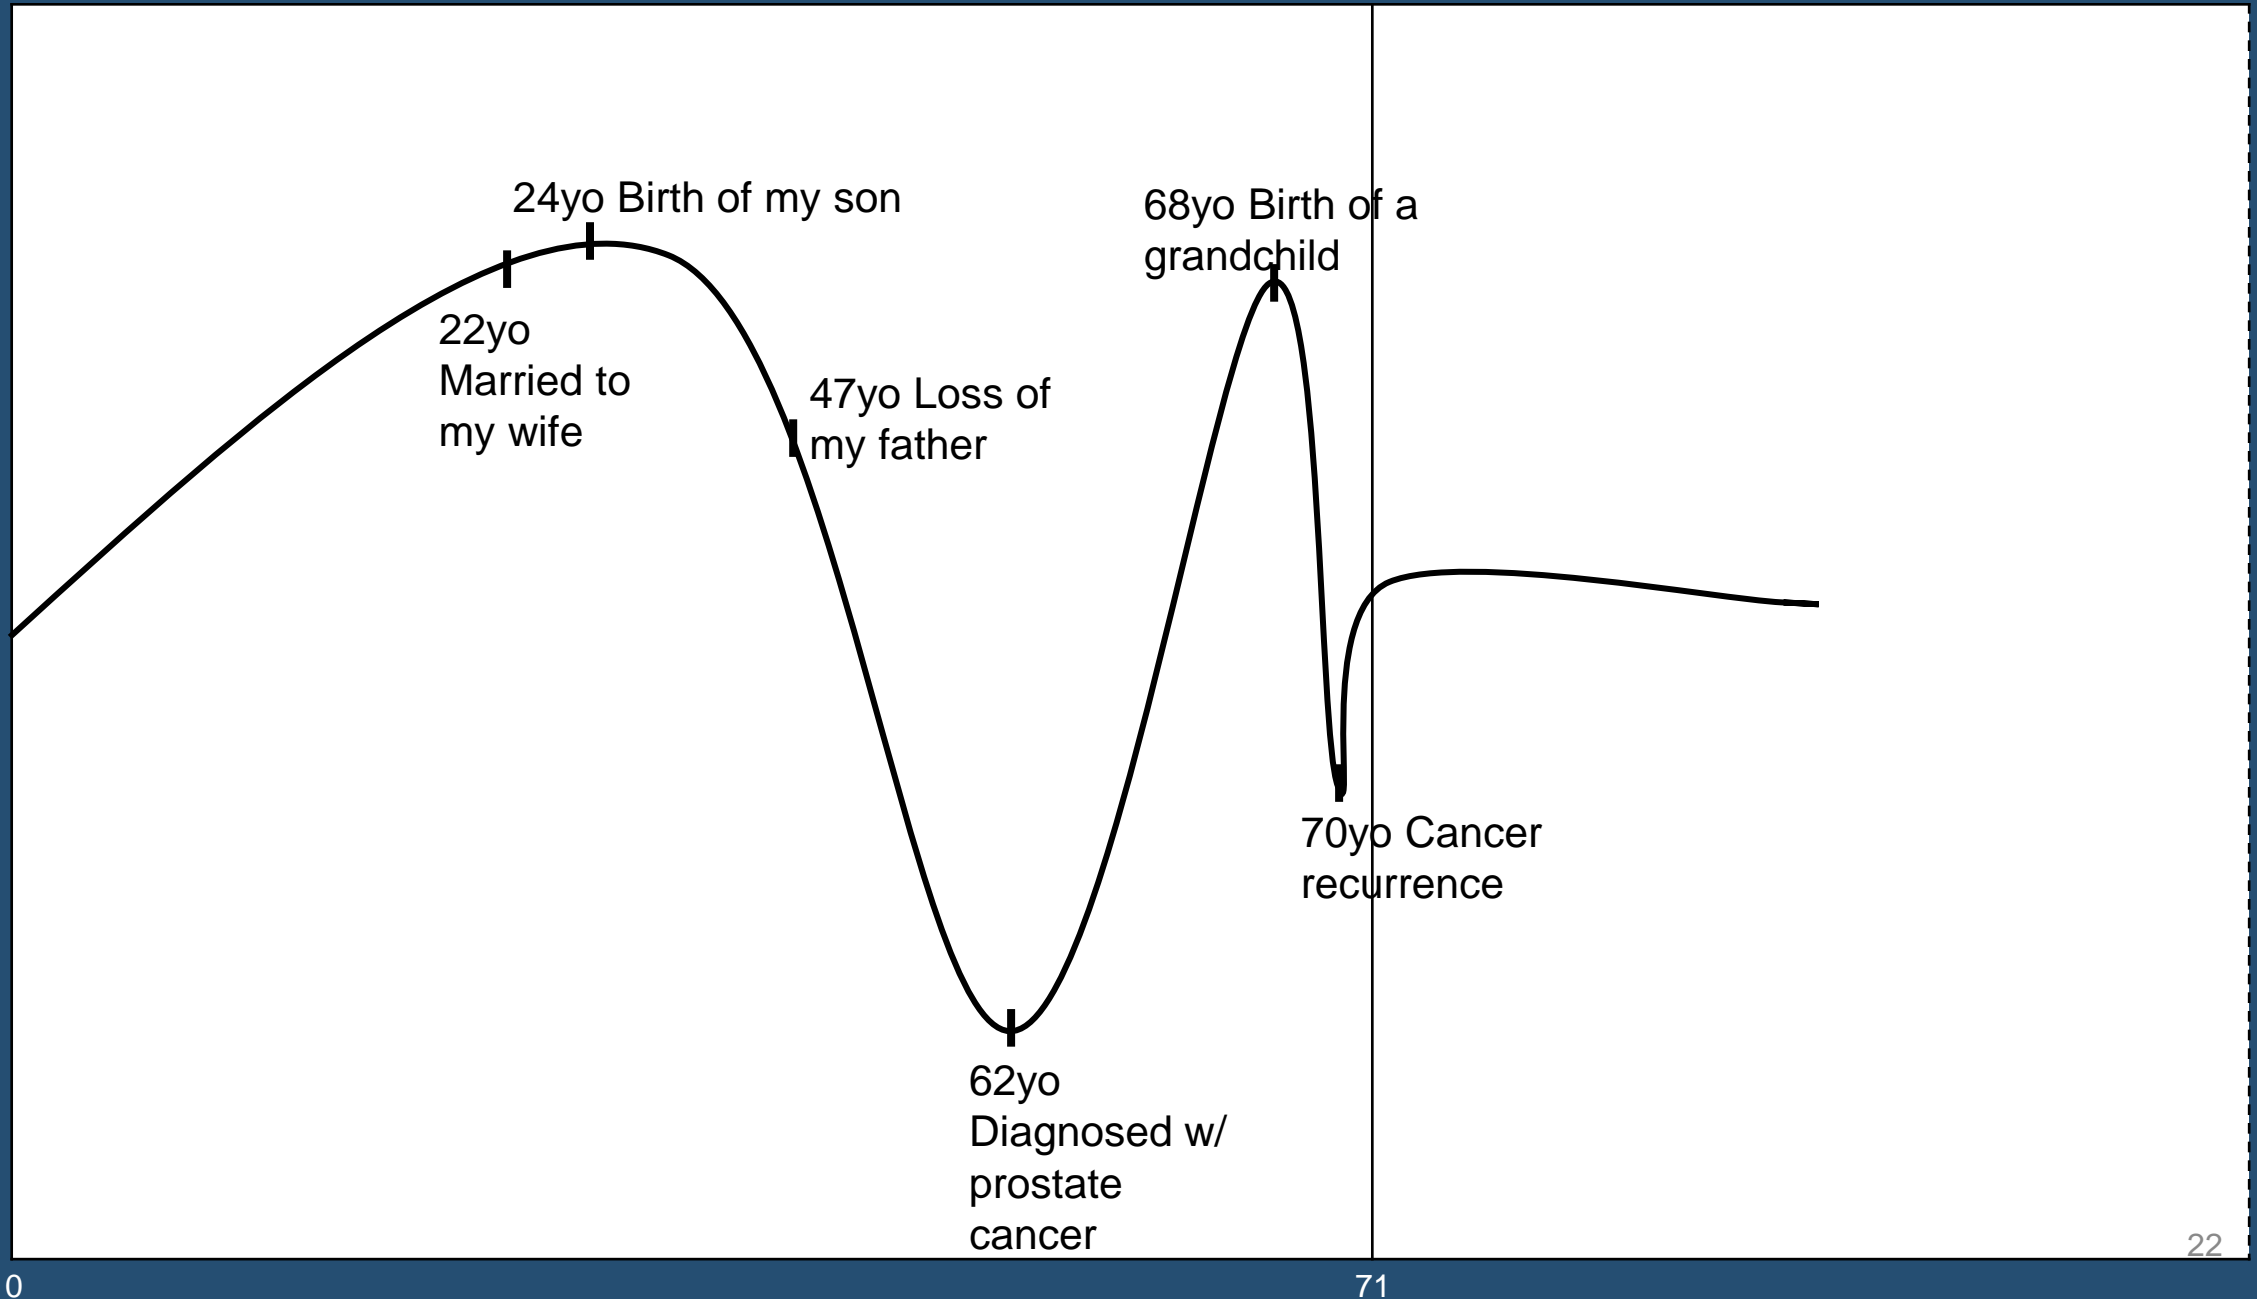 24yo Birth of my son
68yo Birth of a
grandchild
22yo
Married to
my wife
47yo Loss of
my father
70yo Cancer
recurrence
62yo
Diagnosed w/
prostate
cancer
22
0
71